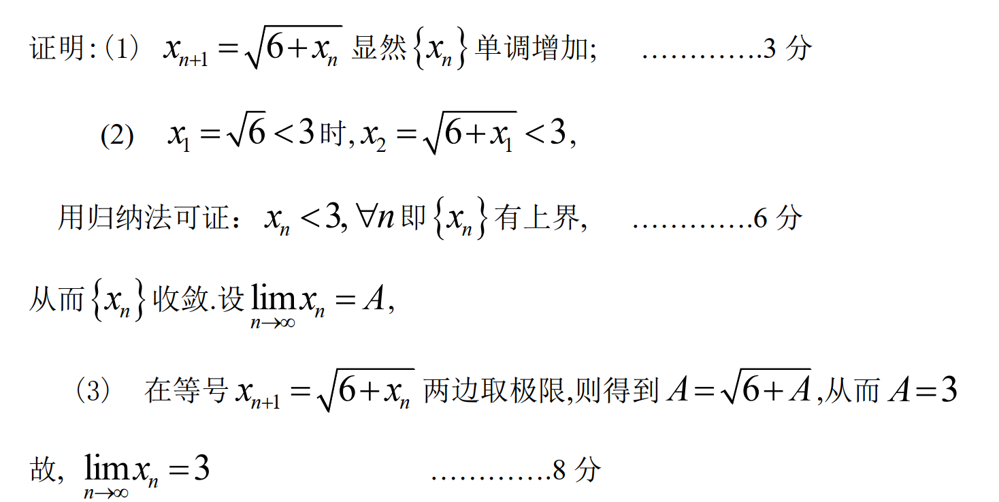 证明:(1) $x_{n+1}=\sqrt{6+x_n}$ 显然$\{x_n\}$单调增加; ………….3 分
(2) $x_1=\sqrt{6}<3$时,$x_2=\sqrt{6+x_1}<3$,
用归纳法可证：$x_n<3,\forall n$即$\{x_n\}$有上界, ………….6 分
从而$\{x_n\}$收敛.设$\lim_{n\to\infty}x_n=A$,
(3) 在等号$x_{n+1}=\sqrt{6+x_n}$ 两边取极限,则得到$A=\sqrt{6+A}$,从而$A=3$
故, $\lim_{n\to\infty}x_n=3$ ………….8 分